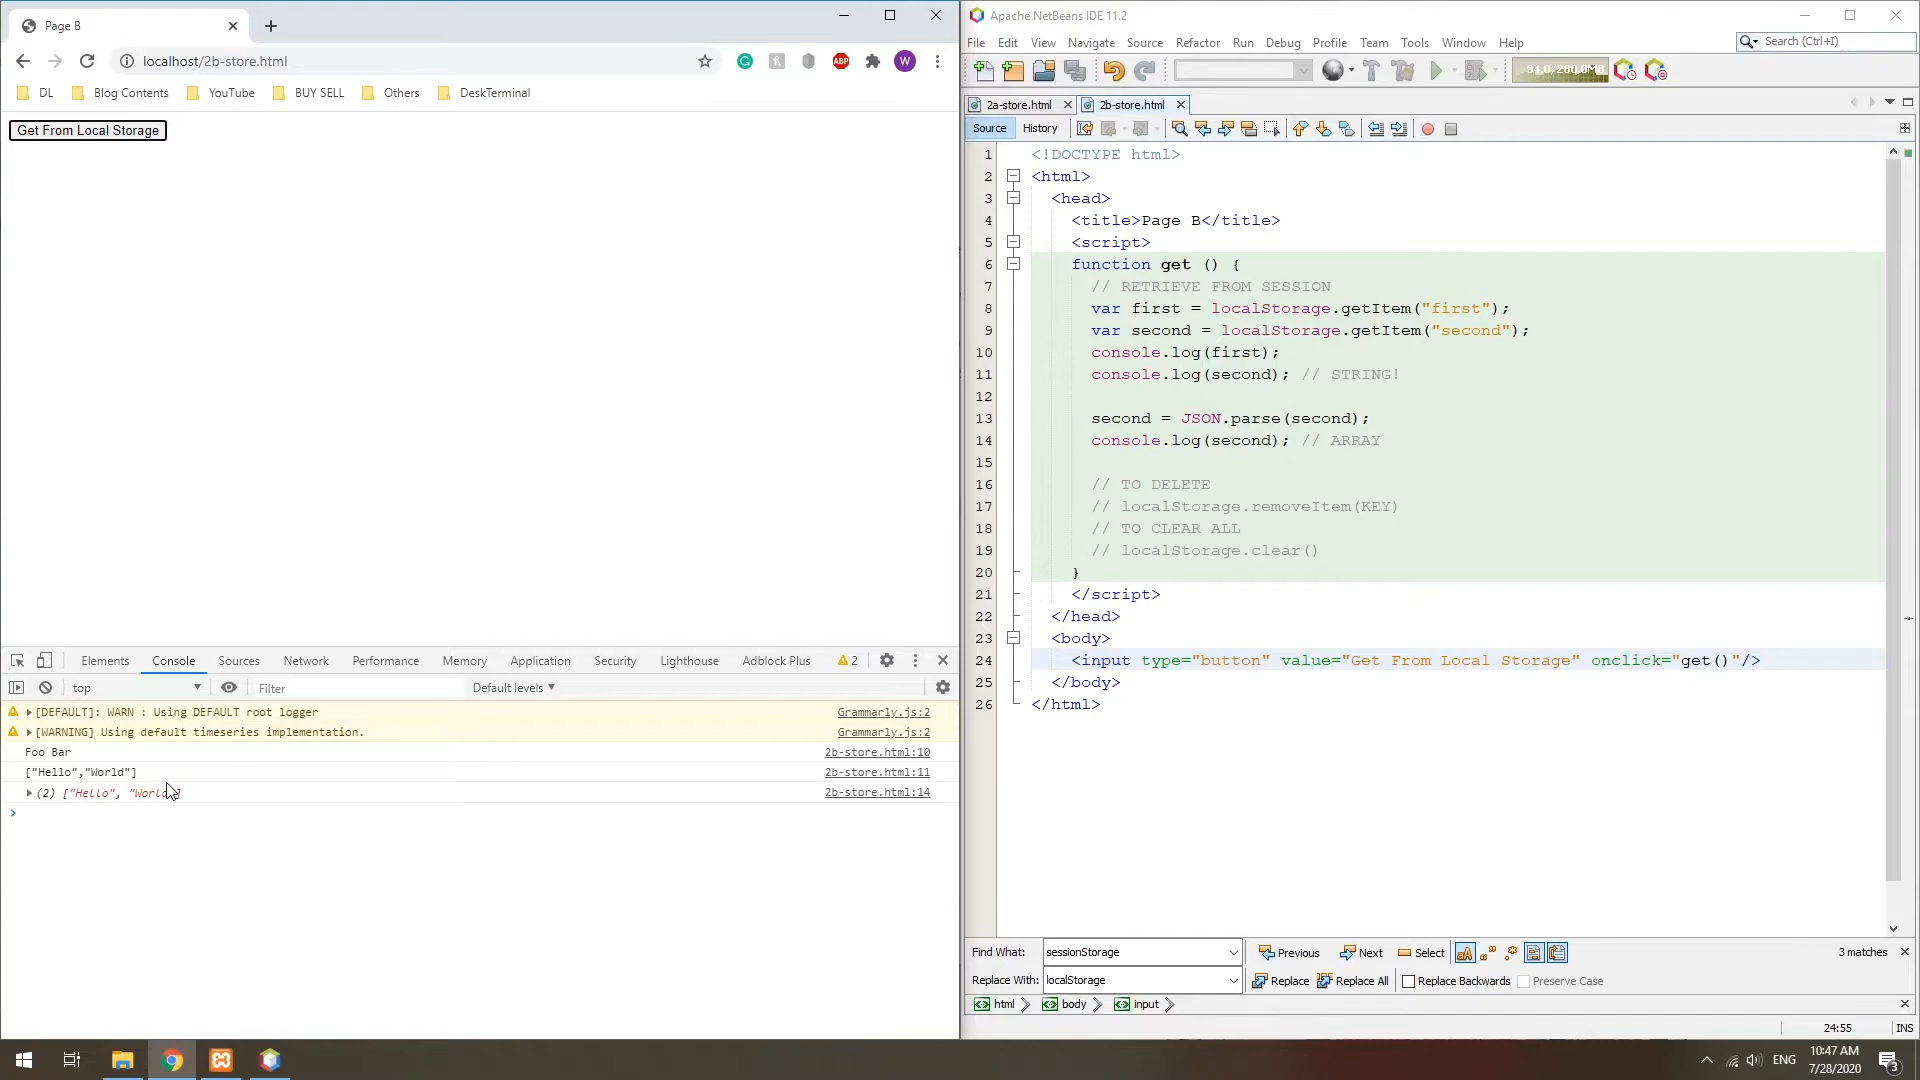 Page B
localhost/2b-store.html
ABP
W
DL
Blog Contents
YouTube
BUY SELL
Others
DeskTerminal
Get From Local Storage
Elements
Console
Sources
Network
Performance
Memory
Application
Security
Lighthouse
Adblock Plus
2
top
Filter
Default levels
[DEFAULT]: WARN : Using DEFAULT root logger
Grammarly.js:2
[WARNING] Using default timeseries implementation.
Grammarly.js:2
Foo Bar
2b-store.html:10
["Hello","World"]
2b-store.html:11
(2) ["Hello", "World"]
2b-store.html:14
Apache NetBeans IDE 11.2
File Edit View Navigate Source Refactor Run Debug Profile Team Tools Window Help
Search (Ctrl+I)
94.0/280.0MB
2a-store.html
2b-store.html
Source
History
1 <!DOCTYPE html>
2 <html>
3 <head>
4 <title>Page B</title>
5 <script>
6 function get () {
7 // RETRIEVE FROM SESSION
8 var first = localStorage.getItem("first");
9 var second = localStorage.getItem("second");
10 console.log(first);
11 console.log(second); // STRING!
12
13 second = JSON.parse(second);
14 console.log(second); // ARRAY
15
16 // TO DELETE
17 // localStorage.removeItem(KEY)
18 // TO CLEAR ALL
19 // localStorage.clear()
20 }
21 </script>
22 </head>
23 <body>
24 <input type="button" value="Get From Local Storage" onclick="get()"/>
25 </body>
26 </html>
Find What: sessionStorage
Previous
Next
Select
3 matches
Replace With: localStorage
Replace
Replace All
Replace Backwards
Preserve Case
html
body
input
24:55
INS
ENG
10:47 AM
7/28/2020
3